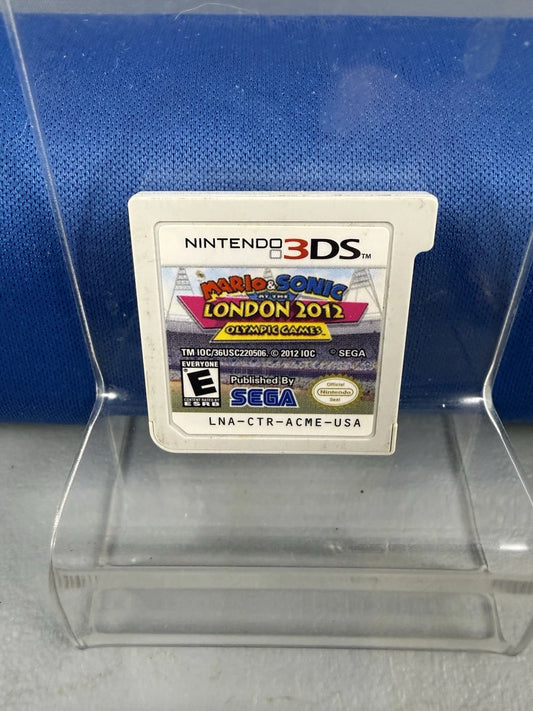 NINTENDO 3DS™
MARIO & SONIC
AT THE
LONDON 2012
OLYMPIC GAMES
TM IOC/36USC220506. © 2012 IOC © SEGA
EVERYONE
E
CONTENT RATED BY
ESRB
Published By
SEGA
Official
Nintendo
Seal
LNA-CTR-ACME-USA